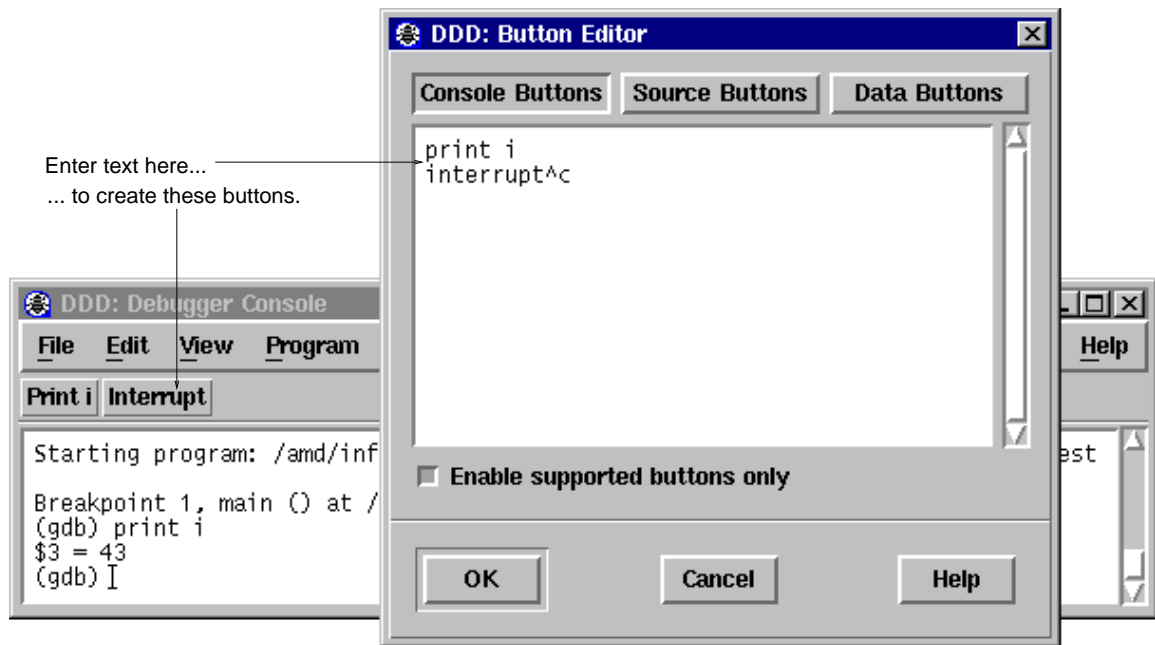 DDD: Button Editor
Console Buttons Source Buttons Data Buttons
print i
interrupt^c
Enable supported buttons only
OK Cancel Help
Enter text here...
... to create these buttons.
DDD: Debugger Console
File Edit View Program Help
Print i Interrupt
Starting program: /amd/inf est
Breakpoint 1, main () at /
(gdb) print i
$3 = 43
(gdb)